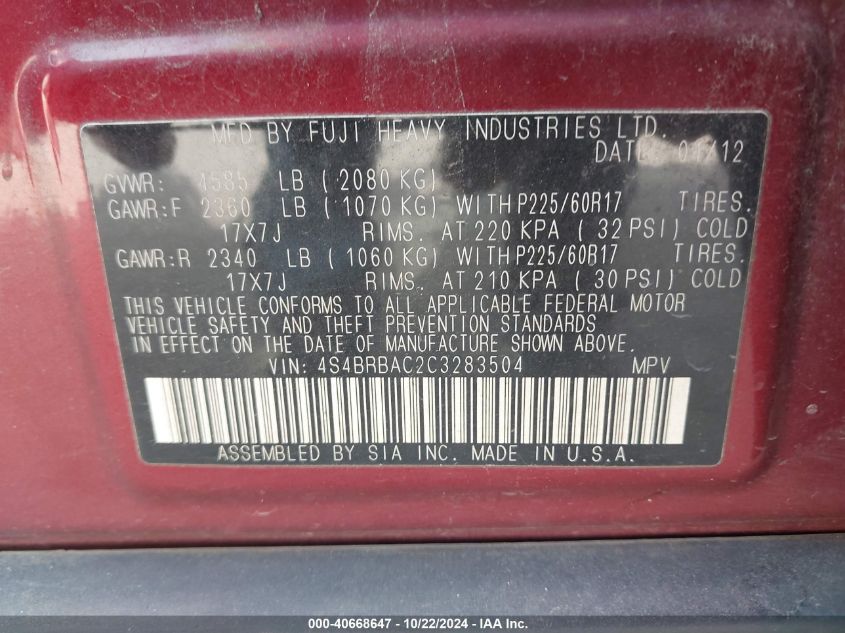 MFD BY FUJI HEAVY INDUSTRIES LTD.
DATE: 01/12
GVWR: 4585 LB ( 2080 KG)
GAWR:F 2360 LB ( 1070 KG) WITH P225/60R17 TIRES.
17X7J RIMS. AT 220 KPA ( 32 PSI) COLD
GAWR:R 2340 LB ( 1060 KG) WITH P225/60R17 TIRES.
17X7J RIMS. AT 210 KPA ( 30 PSI) COLD
THIS VEHICLE CONFORMS TO ALL APPLICABLE FEDERAL MOTOR
VEHICLE SAFETY AND THEFT PREVENTION STANDARDS
IN EFFECT ON THE DATE OF MANUFACTURE SHOWN ABOVE.
VIN: 4S4BRBAC2C3283504 MPV
ASSEMBLED BY SIA INC. MADE IN U.S.A.
000-40668647 - 10/22/2024 - IAA Inc.